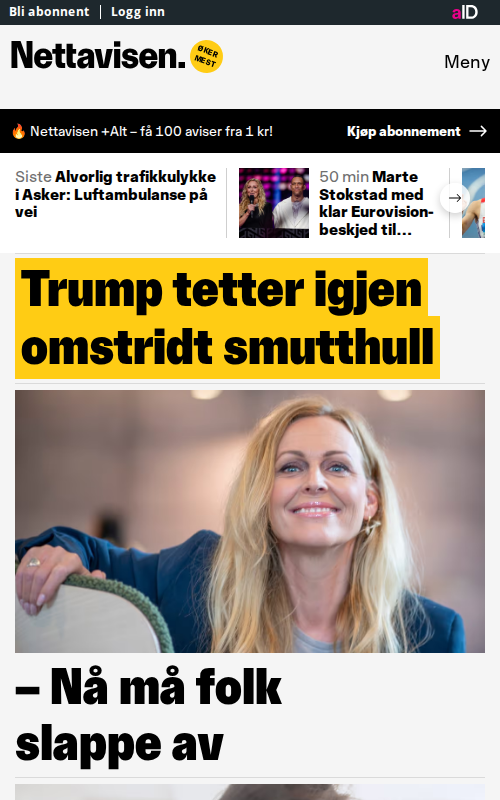 Bli abonnent
Logg inn
aID
Nettavisen.
ØKER
MEST
Meny
🔥 Nettavisen +Alt – få 100 aviser fra 1 kr!
Kjøp abonnement
Siste Alvorlig trafikkulykke
i Asker: Luftambulanse på
vei
50 min Marte
Stokstad med
klar Eurovision-
beskjed til...
Trump tetter igjen
omstridt smutthull
– Nå må folk
slappe av